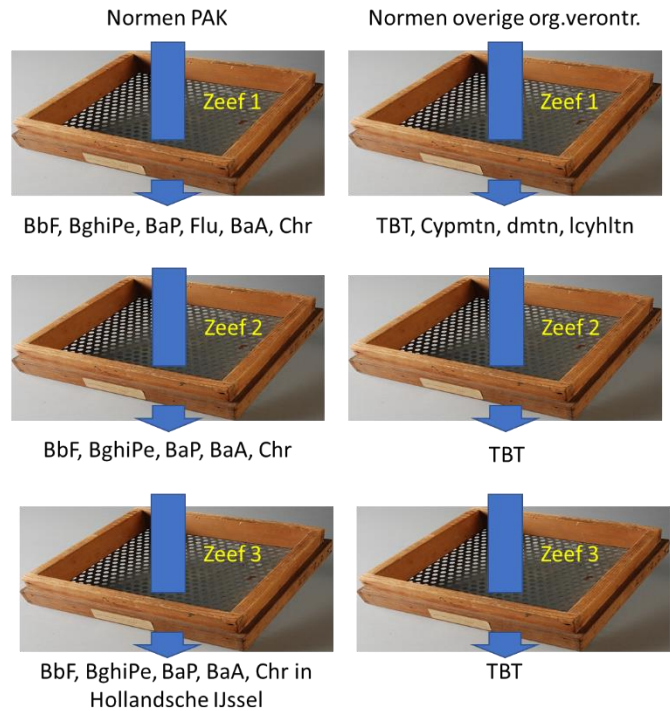 Normen PAK
Normen overige org.verontr.
Zeef 1
Zeef 1
BbF, BghiPe, BaP, Flu, BaA, Chr
TBT, Cypmtn, dmtn, lcyhltn
Zeef 2
Zeef 2
BbF, BghiPe, BaP, BaA, Chr
TBT
Zeef 3
Zeef 3
BbF, BghiPe, BaP, BaA, Chr in
Hollandsche IJssel
TBT